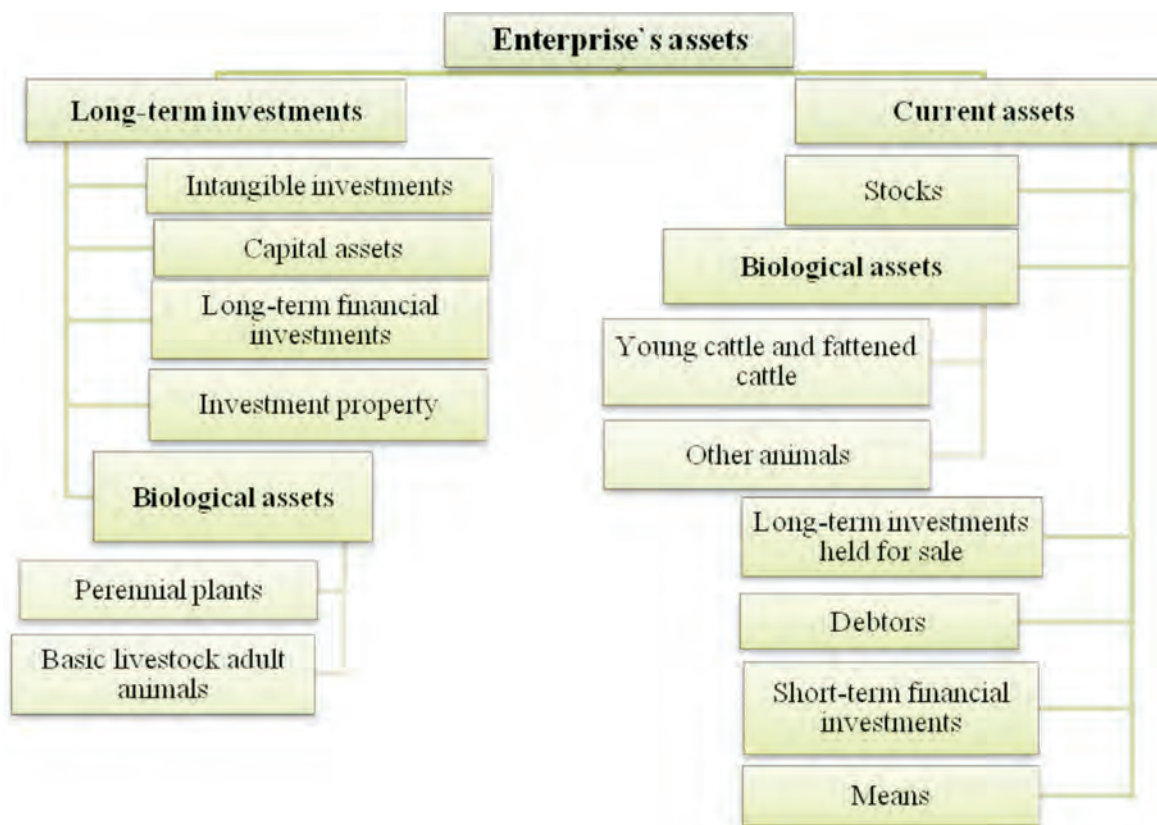 Enterprise`s assets
Long-term investments
Intangible investments
Capital assets
Long-term financial
investments
Investment property
Biological assets
Perennial plants
Basic livestock adult
animals
Current assets
Stocks
Biological assets
Young cattle and fattened
cattle
Other animals
Long-term investments
held for sale
Debtors
Short-term financial
investments
Means